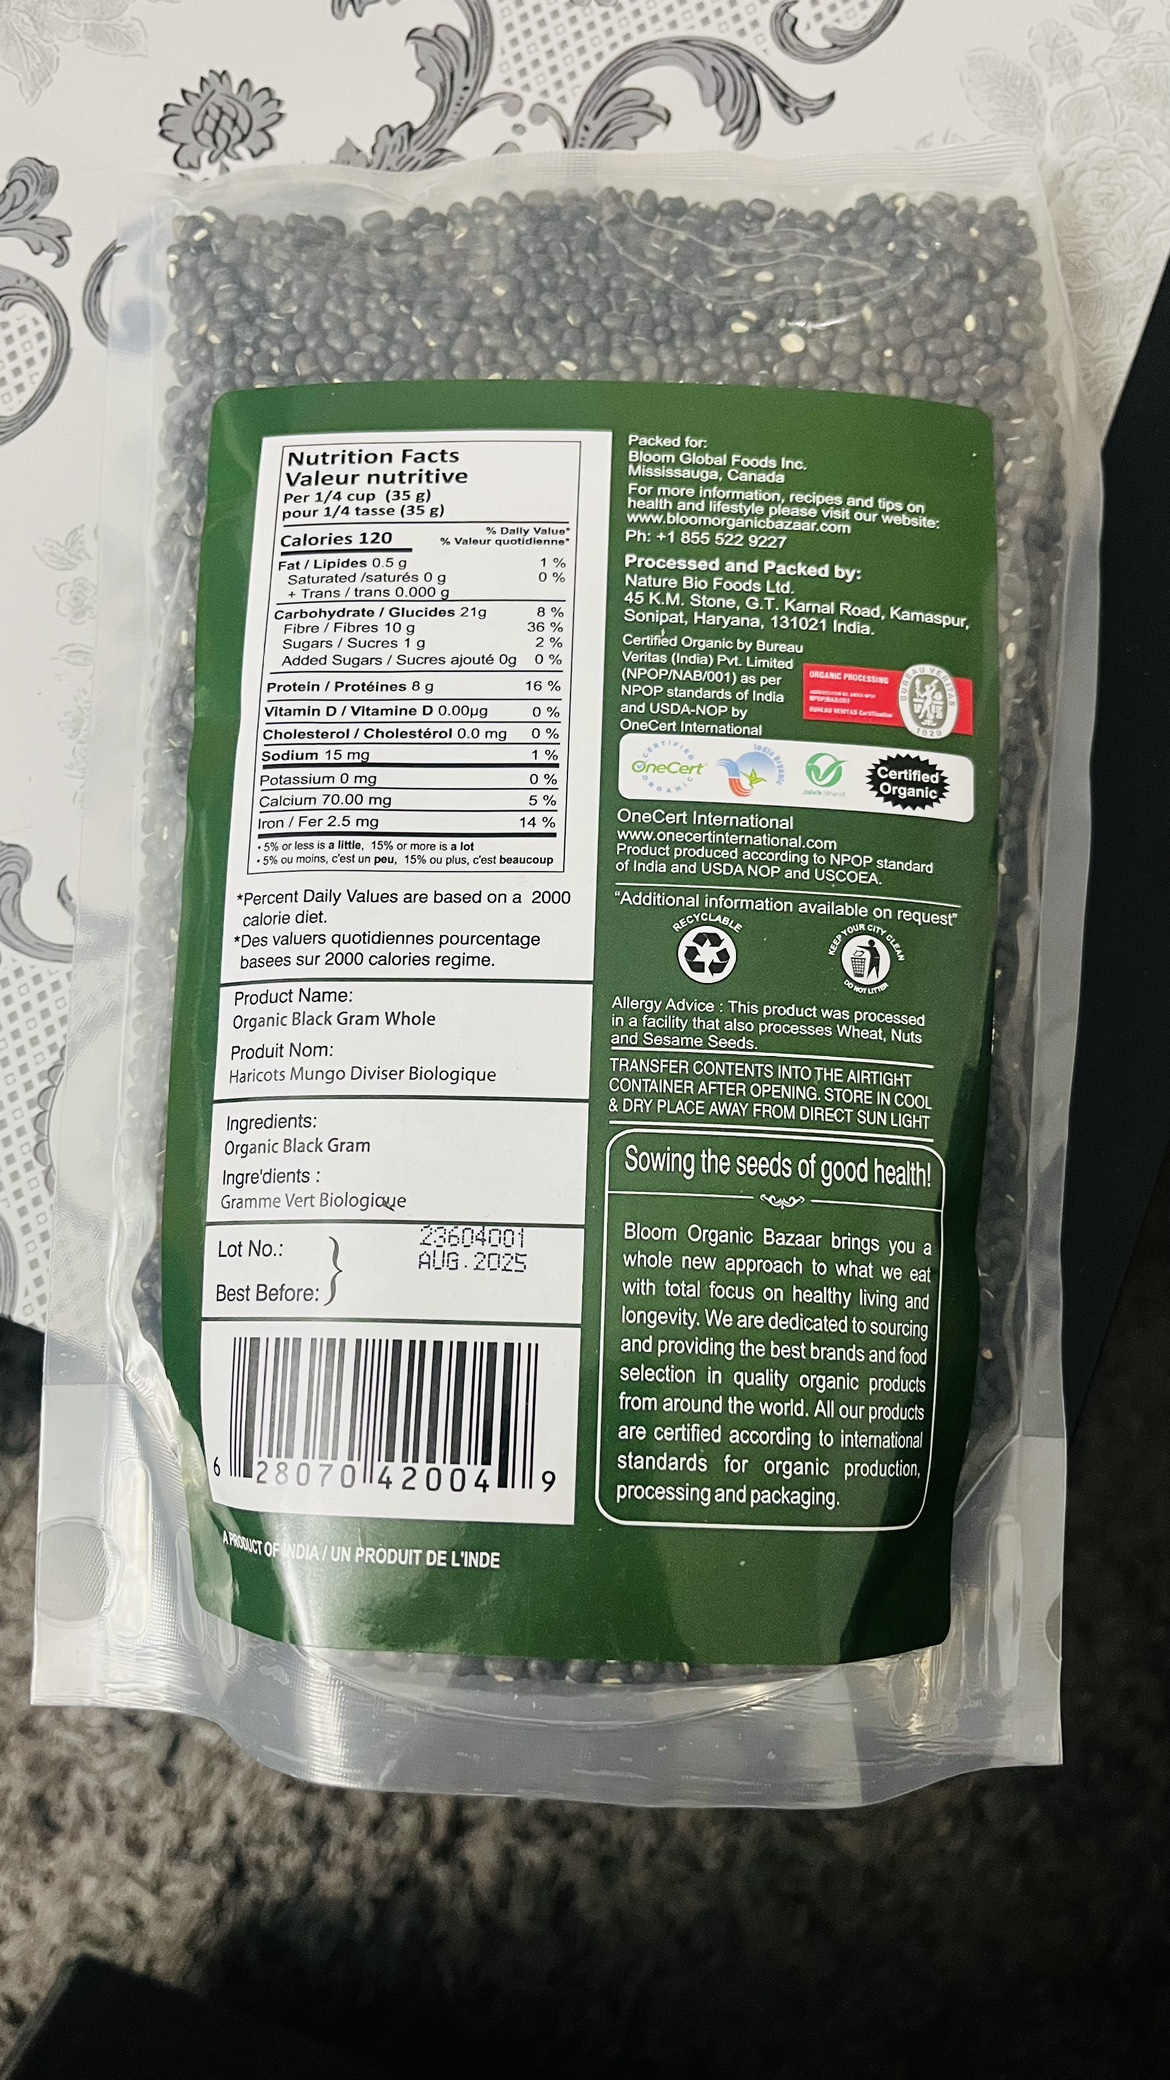 Nutrition Facts
Valeur nutritive
Per 1/4 cup (35 g)
pour 1/4 tasse (35 g)
% Daily Value*
Calories 120
% Valeur quotidienne*
Fat / Lipides 0.5 g 1 %
Saturated /saturés 0 g 0 %
+ Trans / trans 0.000 g
Carbohydrate / Glucides 21g 8 %
Fibre / Fibres 10 g 36 %
Sugars / Sucres 1 g 2 %
Added Sugars / Sucres ajouté 0g 0 %
Protein / Protéines 8 g 16 %
Vitamin D / Vitamine D 0.00µg 0 %
Cholesterol / Cholestérol 0.0 mg 0 %
Sodium 15 mg 1 %
Potassium 0 mg 0 %
Calcium 70.00 mg 5 %
Iron / Fer 2.5 mg 14 %
• 5% or less is a little, 15% or more is a lot
• 5% ou moins, c'est un peu, 15% ou plus, c'est beaucoup
*Percent Daily Values are based on a 2000
calorie diet.
*Des valuers quotidiennes pourcentage
basees sur 2000 calories regime.
Product Name:
Organic Black Gram Whole
Produit Nom:
Haricots Mungo Diviser Biologique
Ingredients:
Organic Black Gram
Ingre'dients :
Gramme Vert Biologique
Lot No.:
Best Before:
23604001
AUG.2025
6 28070 42004 9
A PRODUCT OF INDIA / UN PRODUIT DE L'INDE
Packed for:
Bloom Global Foods Inc.
Mississauga, Canada
For more information, recipes and tips on
health and lifestyle please visit our website:
www.bloomorganicbazaar.com
Ph: +1 855 522 9227
Processed and Packed by:
Nature Bio Foods Ltd.
45 K.M. Stone, G.T. Karnal Road, Kamaspur,
Sonipat, Haryana, 131021 India.
Certified Organic by Bureau
Veritas (India) Pvt. Limited
(NPOP/NAB/001) as per
NPOP standards of India
and USDA-NOP by
OneCert International
ORGANIC PROCESSING
BUREAU VERITAS Certification
BUREAU VERITAS
1828
CERTIFIED
OneCert
ORGANIC
India Organic
Jaivik Bharat
Certified
Organic
OneCert International
www.onecertinternational.com
Product produced according to NPOP standard
of India and USDA NOP and USCOEA.
"Additional information available on request"
RECYCLABLE
KEEP YOUR CITY CLEAN
DO NOT LITTER
Allergy Advice : This product was processed
in a facility that also processes Wheat, Nuts
and Sesame Seeds.
TRANSFER CONTENTS INTO THE AIRTIGHT
CONTAINER AFTER OPENING. STORE IN COOL
& DRY PLACE AWAY FROM DIRECT SUN LIGHT
Sowing the seeds of good health!
Bloom Organic Bazaar brings you a
whole new approach to what we eat
with total focus on healthy living and
longevity. We are dedicated to sourcing
and providing the best brands and food
selection in quality organic products
from around the world. All our products
are certified according to international
standards for organic production,
processing and packaging.